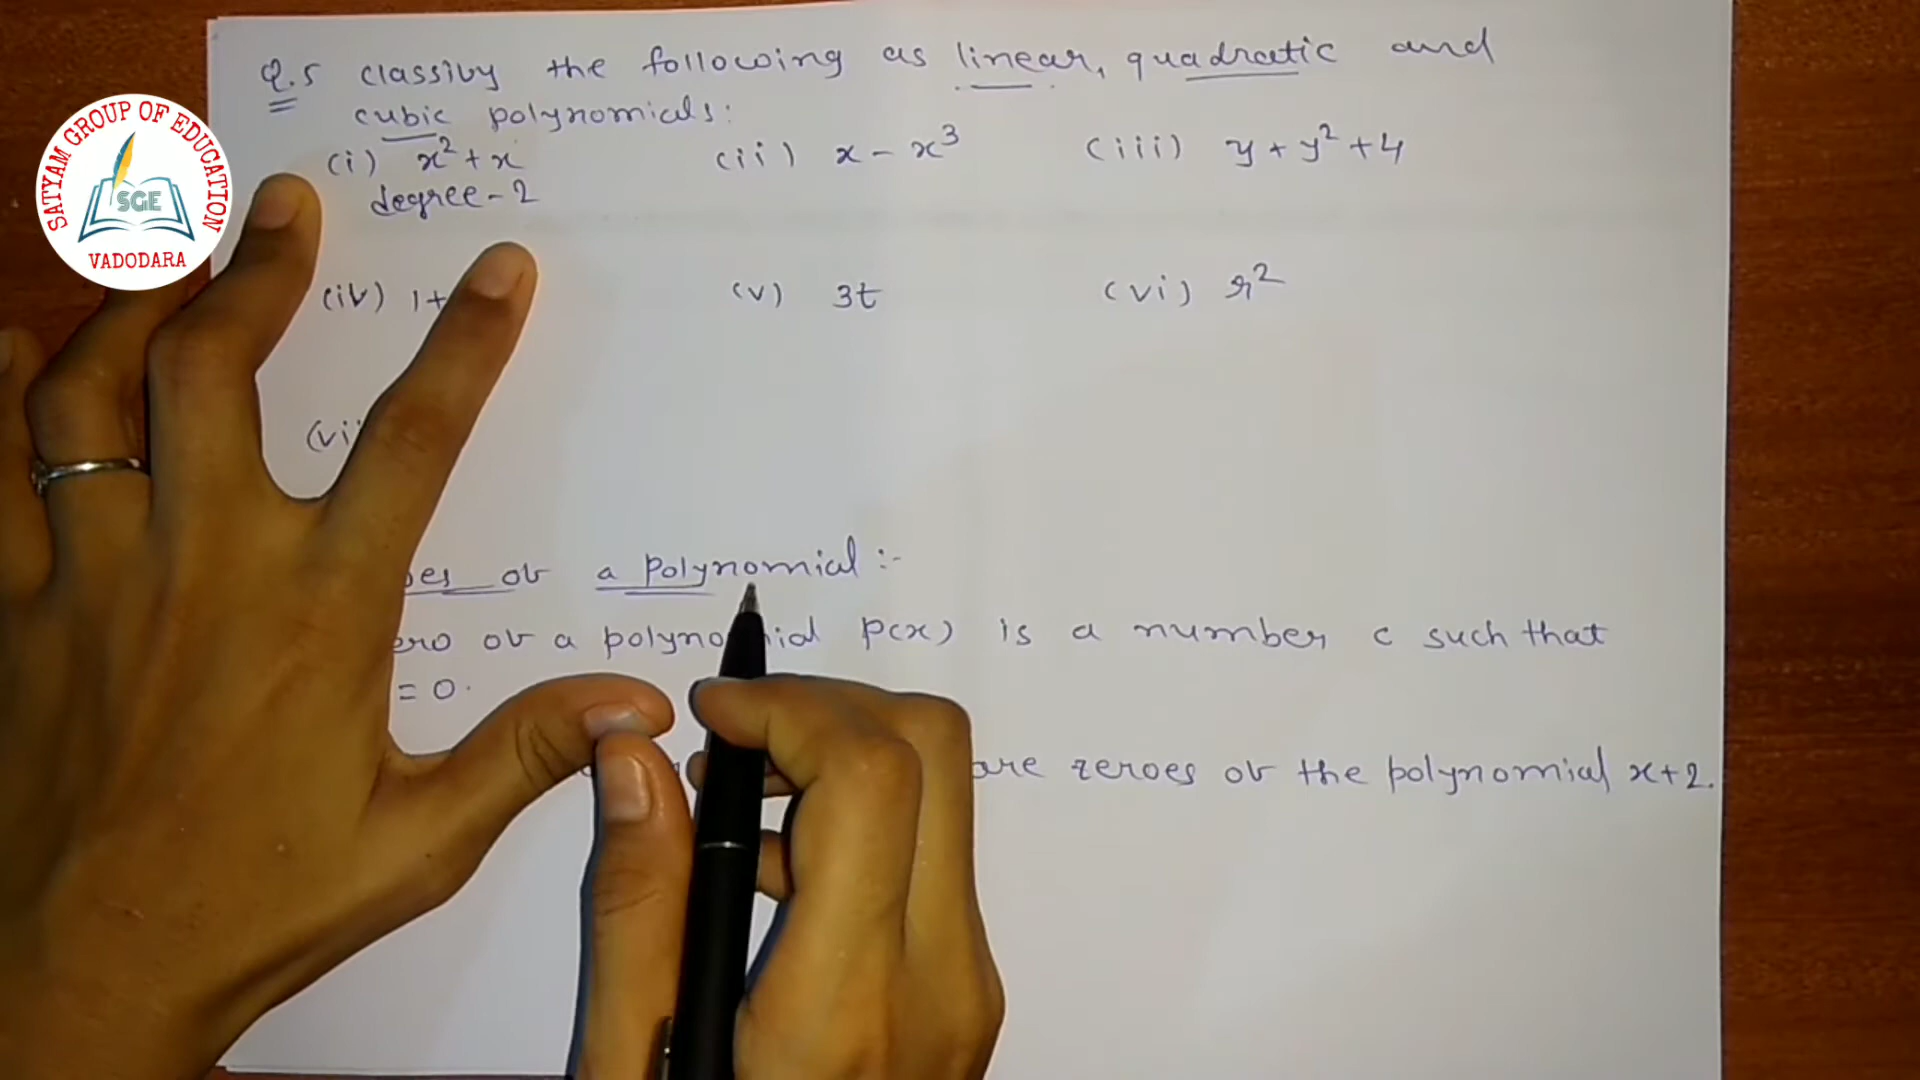 Q.5 classify the following as linear, quadratic and
cubic polynomials:
(i) x²+x (ii) x-x³ (iii) y+y²+4
degree-2
(iv) 1+ (v) 3t (vi) r²
(vii
of a polynomial :-
of a polynomial p(x) is a number c such that
= 0.
are zeroes of the polynomial x+2.
SATYAM GROUP OF EDUCATION
SGE
VADODARA